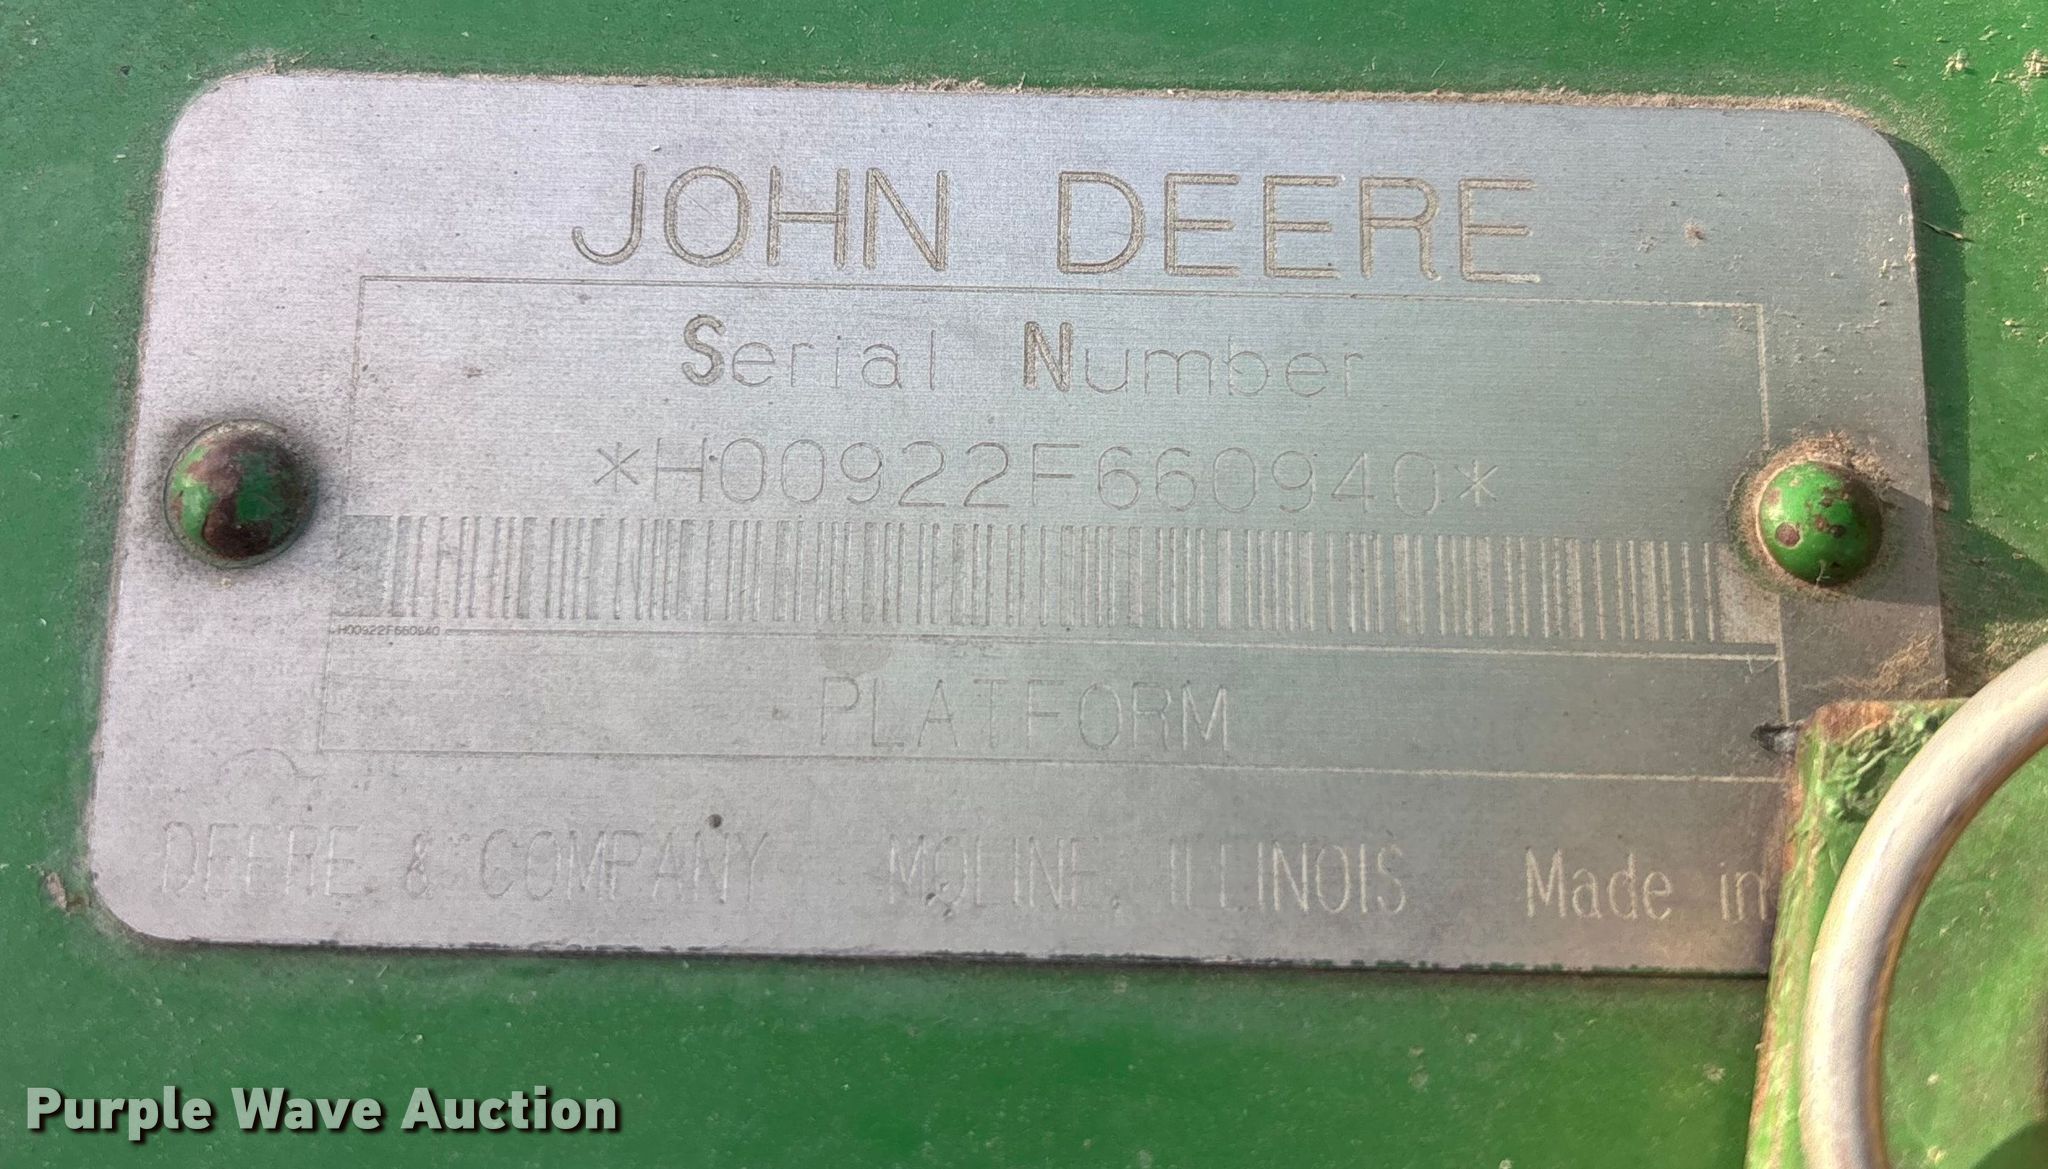 JOHN DEERE
Serial Number
*H00922F660940*
H00922F660940
PLATFORM
DEERE & COMPANY MOLINE, ILLINOIS Made in
Purple Wave Auction